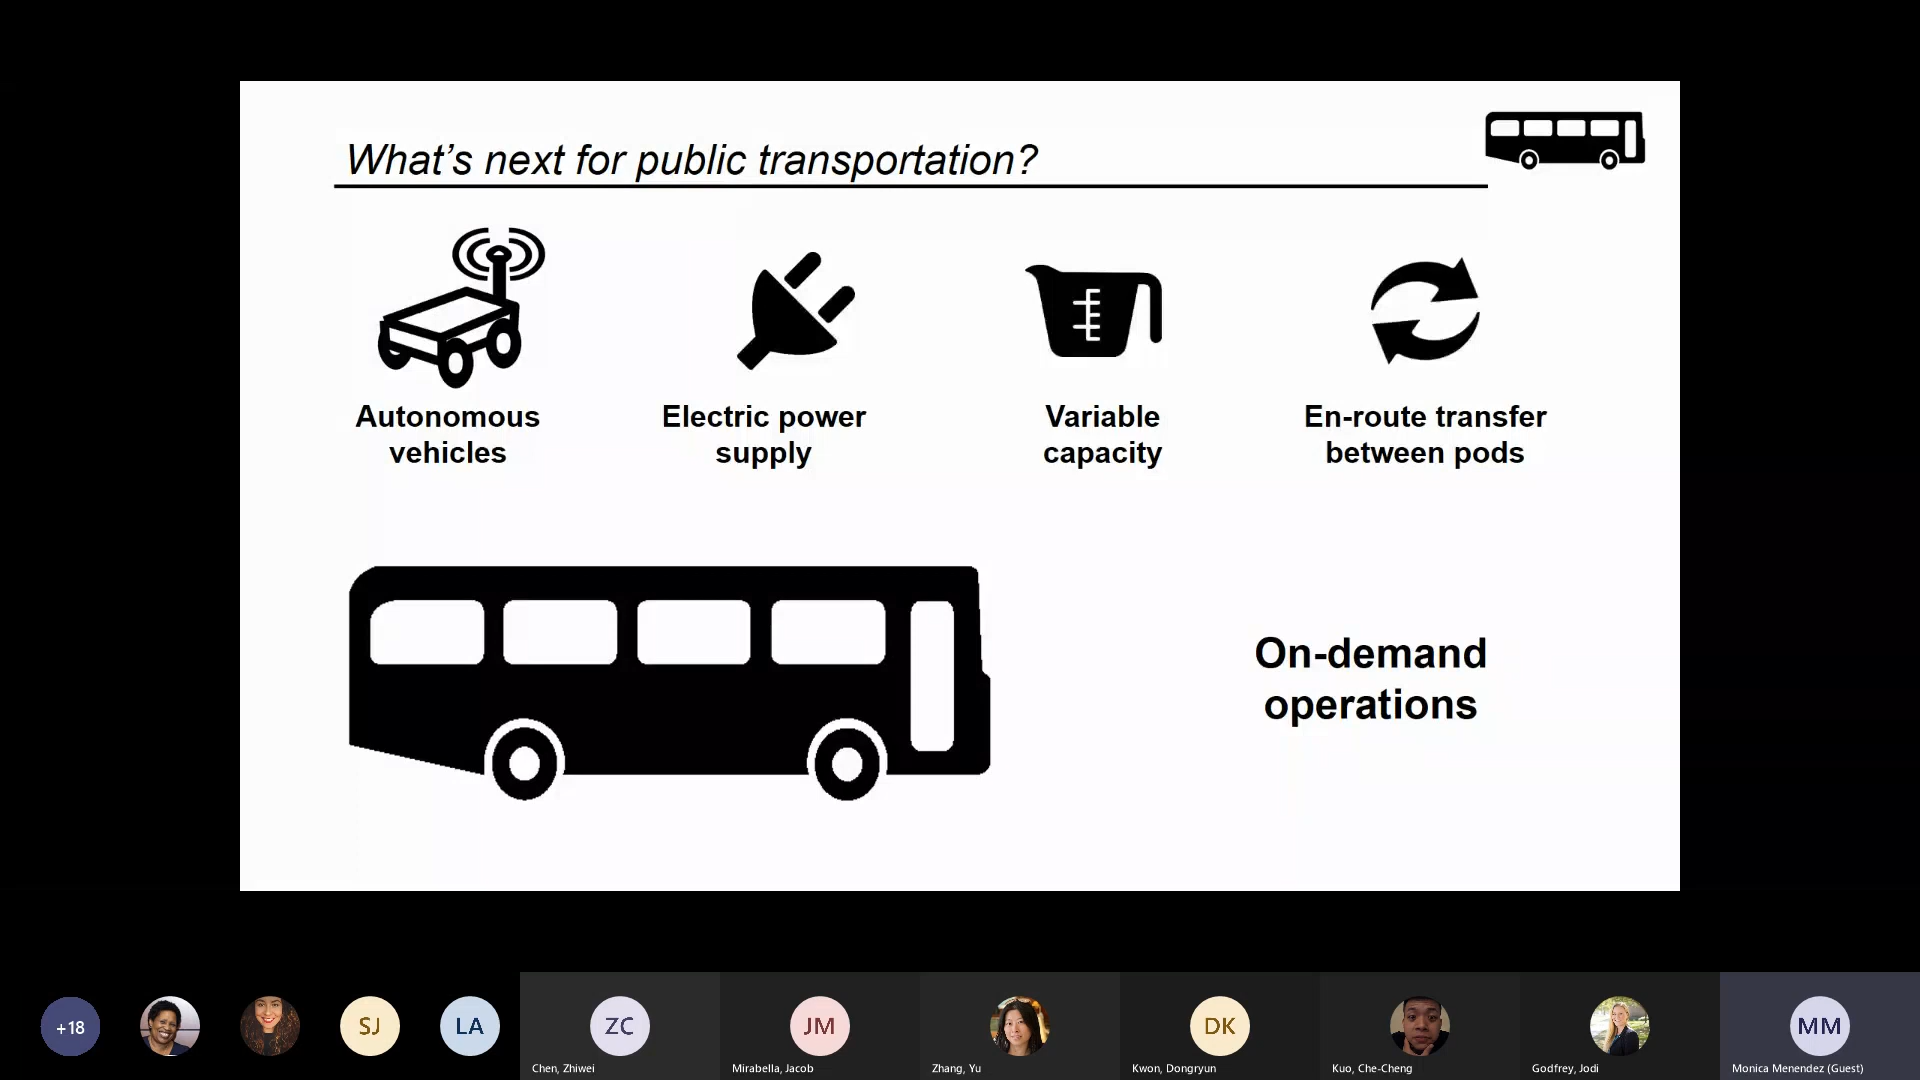 What's next for public transportation?
Autonomous
vehicles
Electric power
supply
Variable
capacity
En-route transfer
between pods
On-demand
operations
+18
SJ
LA
ZC
Chen, Zhiwei
JM
Mirabella, Jacob
Zhang, Yu
DK
Kwon, Dongryun
Kuo, Che-Cheng
Godfrey, Jodi
MM
Monica Menendez (Guest)